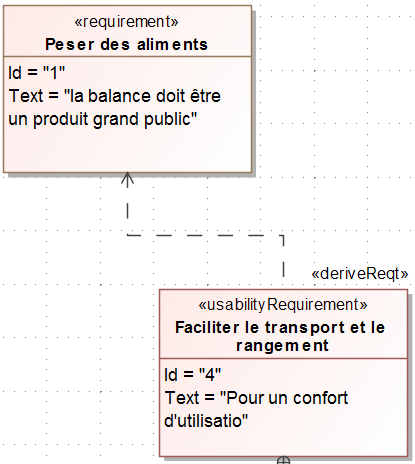 «requirement»
Peser des aliments
Id = "1"
Text = "la balance doit être
un produit grand public"
«deriveReqt»
«usabilityRequirement»
Faciliter le transport et le
rangement
Id = "4"
Text = "Pour un confort
d'utilisatio"